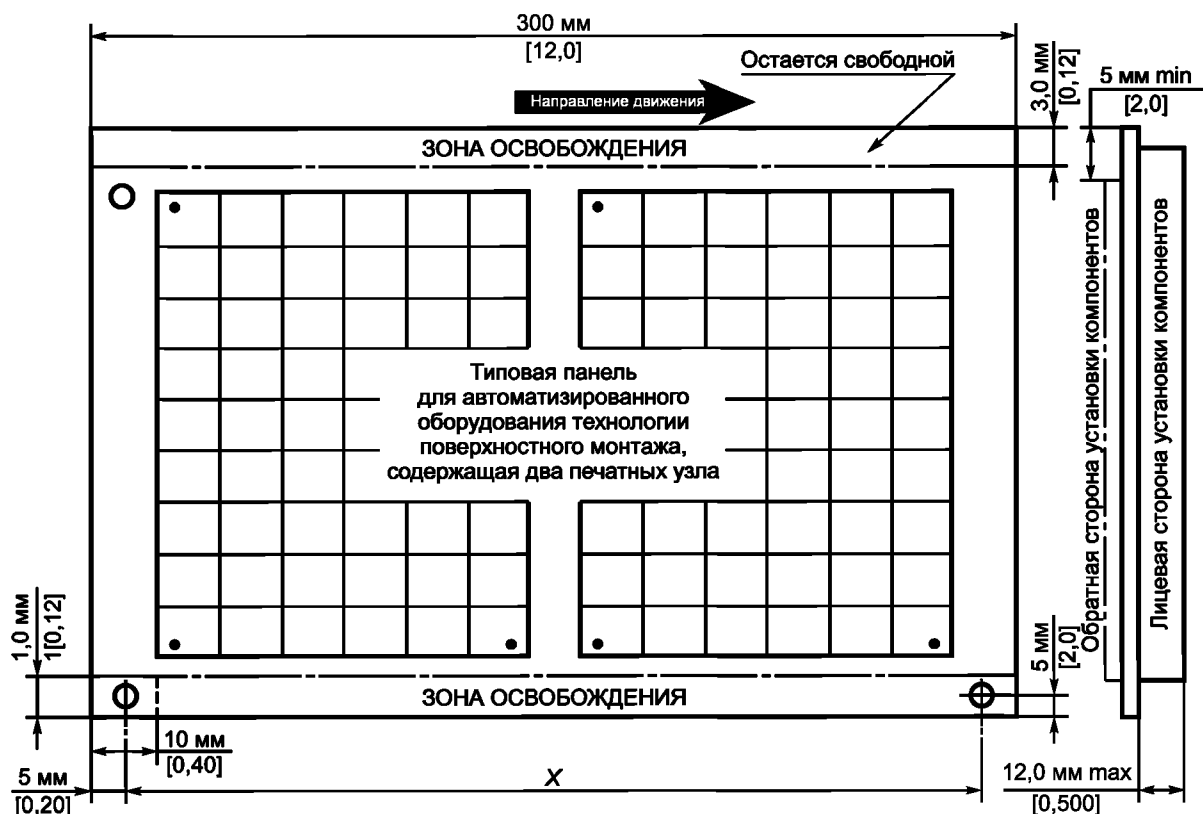 300 мм
[12,0]
Остается свободной
Направление движения
3,0 мм
[0,12]
5 мм min
[2,0]
ЗОНА ОСВОБОЖДЕНИЯ
Типовая панель
для автоматизированного
оборудования технологии
поверхностного монтажа,
содержащая два печатных узла
Обратная сторона установки компонентов
Лицевая сторона установки компонентов
1,0 мм
1[0,12]
5 мм
[2,0]
ЗОНА ОСВОБОЖДЕНИЯ
10 мм
[0,40]
5 мм
[0,20]
X
12,0 мм max
[0,500]